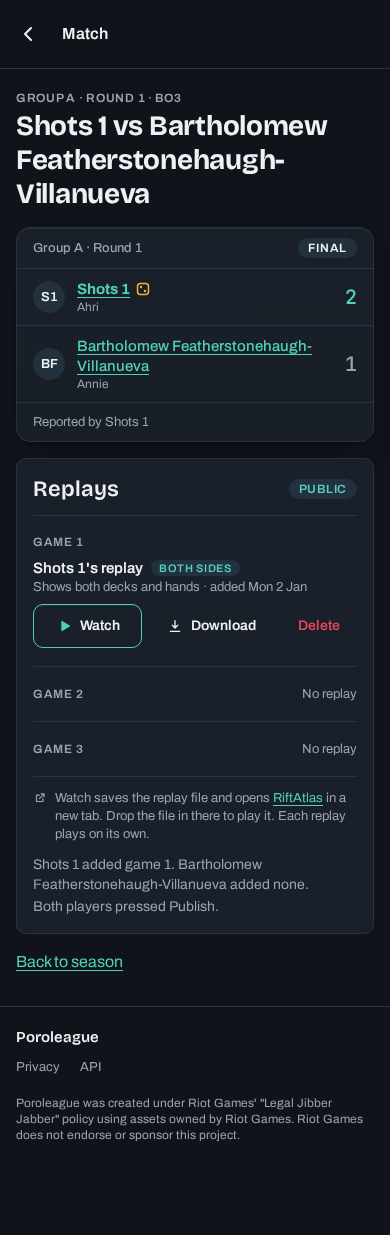 Match
GROUP A · ROUND 1 · BO3
Shots 1 vs Bartholomew
Featherstonehaugh-
Villanueva
Group A · Round 1
FINAL
S1
Shots 1
2
Ahri
BF
Bartholomew Featherstonehaugh-
Villanueva
1
Annie
Reported by Shots 1
Replays
PUBLIC
GAME 1
Shots 1's replay
BOTH SIDES
Shows both decks and hands · added Mon 2 Jan
Watch
Download
Delete
GAME 2
No replay
GAME 3
No replay
Watch saves the replay file and opens RiftAtlas in a
new tab. Drop the file in there to play it. Each replay
plays on its own.
Shots 1 added game 1. Bartholomew
Featherstonehaugh-Villanueva added none.
Both players pressed Publish.
Back to season
Poroleague
Privacy
API
Poroleague was created under Riot Games' "Legal Jibber
Jabber" policy using assets owned by Riot Games. Riot Games
does not endorse or sponsor this project.